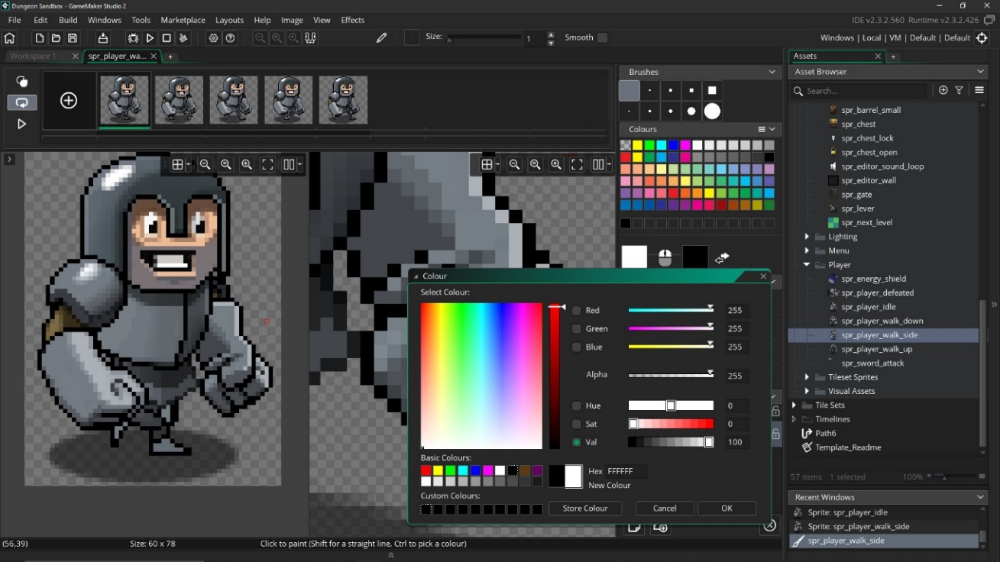 Dungeon Sandbox - GameMaker Studio 2
File Edit Build Windows Tools Marketplace Layouts Help Image View Effects
IDE v2.3.2.560 Runtime v2.3.2.426
Size: 1 Smooth
Windows | Local | VM | Default | Default
Workspace 1 spr_player_wa...
Brushes
Colours
Assets
Asset Browser
Search...
spr_barrel_small
spr_chest
spr_chest_lock
spr_chest_open
spr_editor_sound_loop
spr_editor_wall
spr_gate
spr_lever
spr_next_level
Lighting
Menu
Player
spr_energy_shield
spr_player_defeated
spr_player_idle
spr_player_walk_down
spr_player_walk_side
spr_player_walk_up
spr_sword_attack
Tileset Sprites
Visual Assets
Tile Sets
Timelines
Path6
Template_Readme
57 items 1 selected 100%
Recent Windows
Sprite: spr_player_idle
Sprite: spr_player_walk_side
spr_player_walk_side
Colour
Select Colour:
Red 255
Green 255
Blue 255
Alpha 255
Hue 0
Sat 0
Val 100
Basic Colours:
Hex FFFFFF
New Colour
Custom Colours:
Store Colour Cancel OK
(56,39) Size: 60 x 78 Click to paint (Shift for a straight line, Ctrl to pick a colour)